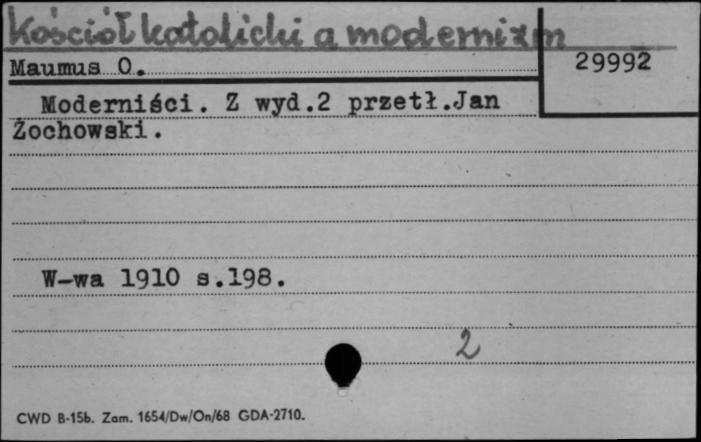 Kościół katolicki a modernizm
Maumus O.
29992
Moderniści. Z wyd.2 przetł.Jan
Żochowski.
W-wa 1910 s.198.
2
CWD B-15b. Zam. 1654/Dw/On/68 GDA-2710.